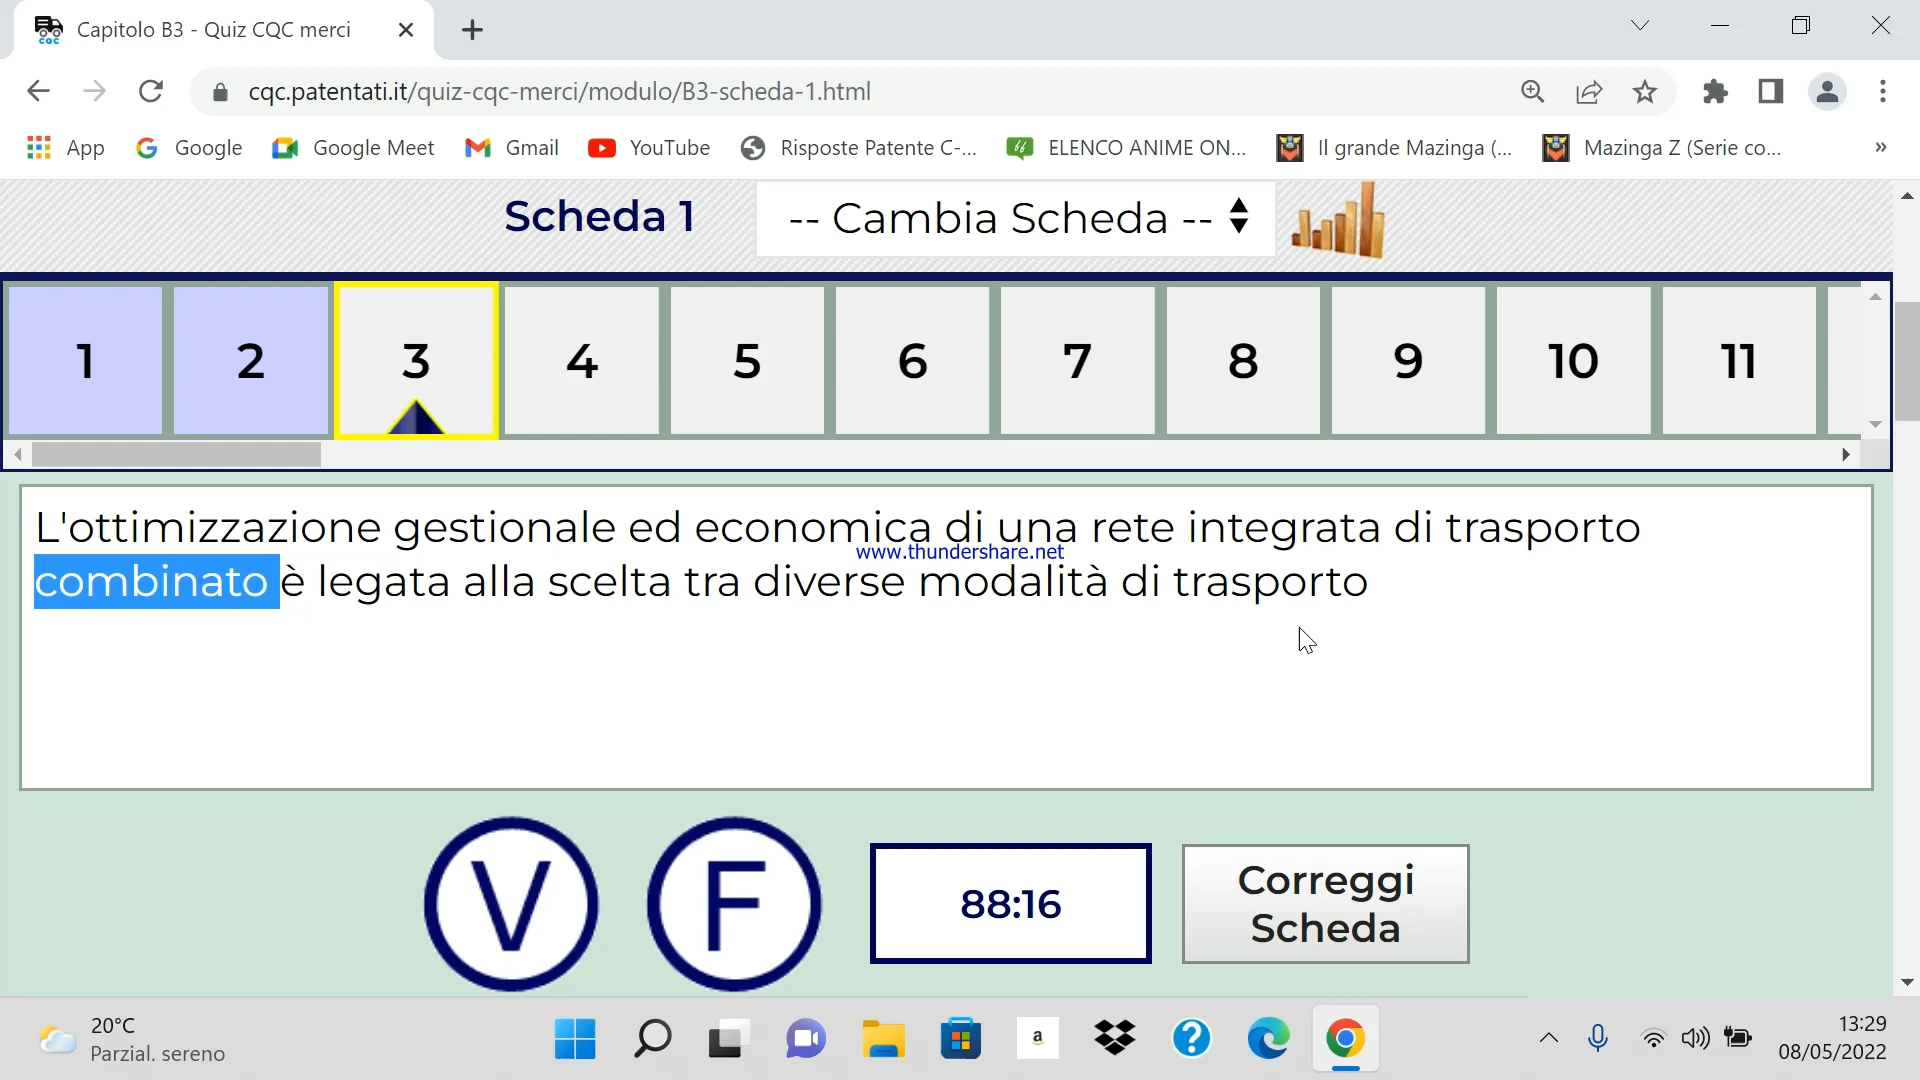 Capitolo B3 - Quiz CQC merci
cqc.patentati.it/quiz-cqc-merci/modulo/B3-scheda-1.html
App Google Google Meet Gmail YouTube Risposte Patente C-... ELENCO ANIME ON... Il grande Mazinga (... Mazinga Z (Serie co... »
Scheda 1 -- Cambia Scheda --
1 2 3 4 5 6 7 8 9 10 11
L'ottimizzazione gestionale ed economica di una rete integrata di trasporto
www.thundershare.net
combinato è legata alla scelta tra diverse modalità di trasporto
V F 88:16 Correggi
Scheda
20°C
Parzial. sereno
a
?
13:29
08/05/2022